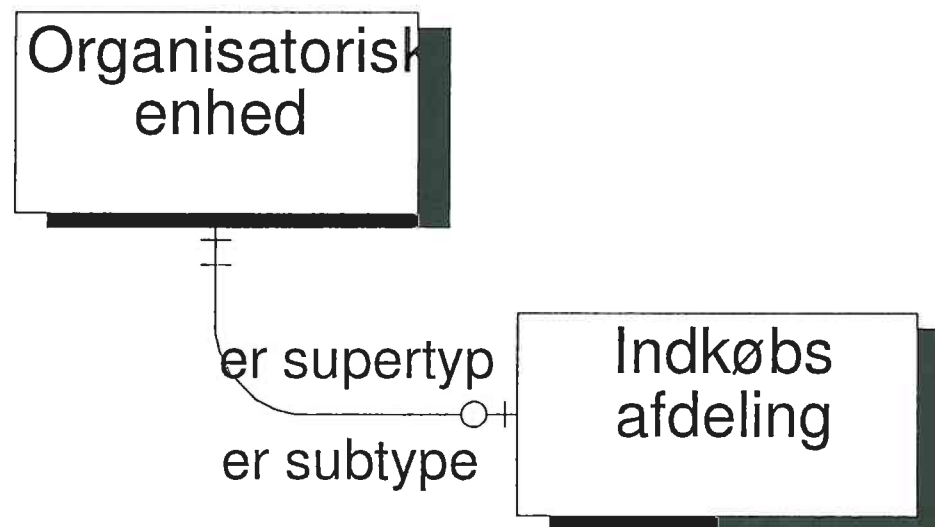 Organisatorisk
enhed
er supertyp
Indkøbs
afdeling
er subtype